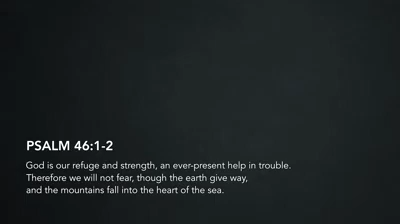 PSALM 46:1-2
God is our refuge and strength, an ever-present help in trouble.
Therefore we will not fear, though the earth give way,
and the mountains fall into the heart of the sea.